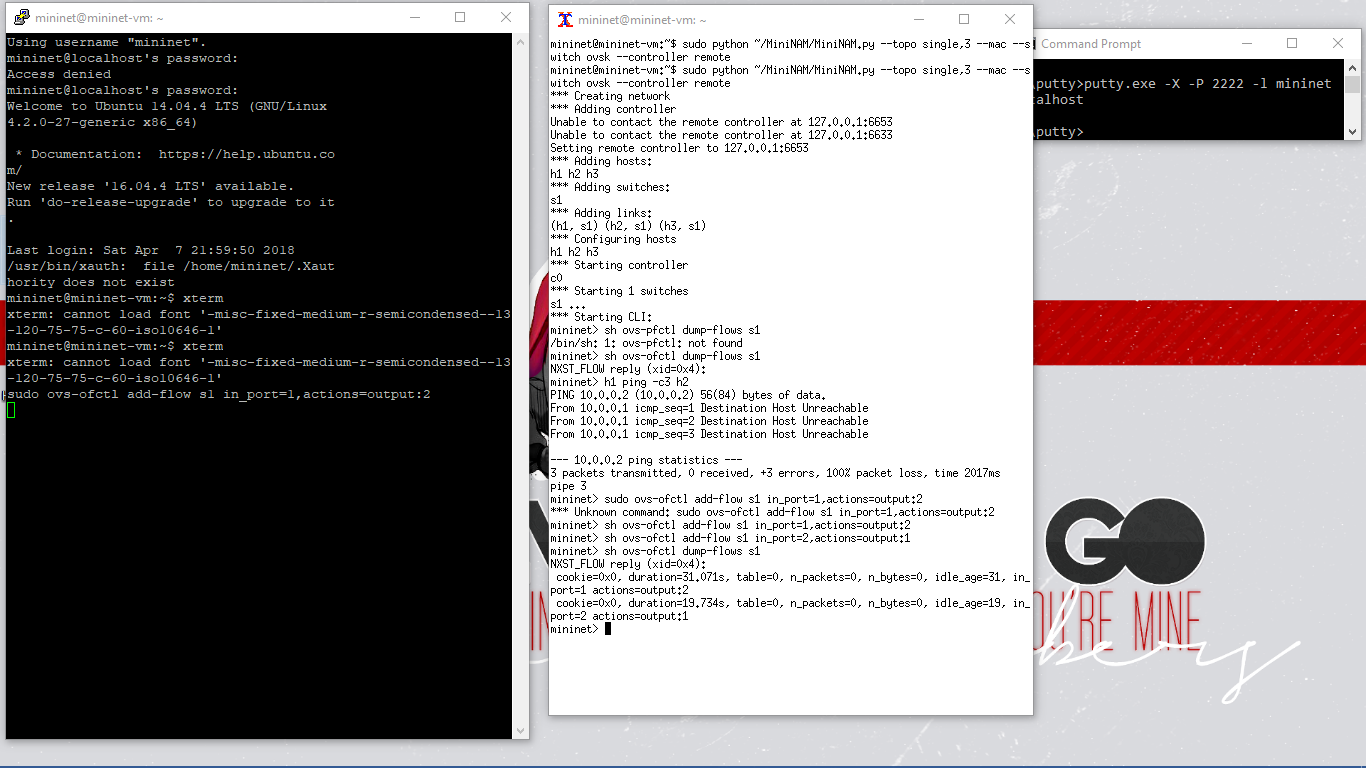 mininet@mininet-vm: ~
Using username "mininet".
mininet@localhost's password:
Access denied
mininet@localhost's password:
Welcome to Ubuntu 14.04.4 LTS (GNU/Linux
4.2.0-27-generic x86_64)
* Documentation:  https://help.ubuntu.co
m/
New release '16.04.4 LTS' available.
Run 'do-release-upgrade' to upgrade to it
.
Last login: Sat Apr  7 21:59:50 2018
/usr/bin/xauth:  file /home/mininet/.Xaut
hority does not exist
mininet@mininet-vm:~$ xterm
xterm: cannot load font '-misc-fixed-medium-r-semicondensed--13
-120-75-75-c-60-iso10646-1'
mininet@mininet-vm:~$ xterm
xterm: cannot load font '-misc-fixed-medium-r-semicondensed--13
-120-75-75-c-60-iso10646-1'
sudo ovs-ofctl add-flow s1 in_port=1,actions=output:2
mininet@mininet-vm: ~
mininet@mininet-vm:~$ sudo python ~/MiniNAM/MiniNAM.py --topo single,3 --mac --s
witch ovsk --controller remote
mininet@mininet-vm:~$ sudo python ~/MiniNAM/MiniNAM.py --topo single,3 --mac --s
witch ovsk --controller remote
*** Creating network
*** Adding controller
Unable to contact the remote controller at 127.0.0.1:6653
Unable to contact the remote controller at 127.0.0.1:6633
Setting remote controller to 127.0.0.1:6653
*** Adding hosts:
h1 h2 h3
*** Adding switches:
s1
*** Adding links:
(h1, s1) (h2, s1) (h3, s1)
*** Configuring hosts
h1 h2 h3
*** Starting controller
c0
*** Starting 1 switches
s1 ...
*** Starting CLI:
mininet> sh ovs-pfctl dump-flows s1
/bin/sh: 1: ovs-pfctl: not found
mininet> sh ovs-ofctl dump-flows s1
NXST_FLOW reply (xid=0x4):
mininet> h1 ping -c3 h2
PING 10.0.0.2 (10.0.0.2) 56(84) bytes of data.
From 10.0.0.1 icmp_seq=1 Destination Host Unreachable
From 10.0.0.1 icmp_seq=2 Destination Host Unreachable
From 10.0.0.1 icmp_seq=3 Destination Host Unreachable
--- 10.0.0.2 ping statistics ---
3 packets transmitted, 0 received, +3 errors, 100% packet loss, time 2017ms
pipe 3
mininet> sudo ovs-ofctl add-flow s1 in_port=1,actions=output:2
*** Unknown command: sudo ovs-ofctl add-flow s1 in_port=1,actions=output:2
mininet> sh ovs-ofctl add-flow s1 in_port=1,actions=output:2
mininet> sh ovs-ofctl add-flow s1 in_port=2,actions=output:1
mininet> sh ovs-ofctl dump-flows s1
NXST_FLOW reply (xid=0x4):
cookie=0x0, duration=31.071s, table=0, n_packets=0, n_bytes=0, idle_age=31, in_
port=1 actions=output:2
cookie=0x0, duration=19.734s, table=0, n_packets=0, n_bytes=0, idle_age=19, in_
port=2 actions=output:1
mininet>
Command Prompt
\putty>putty.exe -X -P 2222 -l mininet
alhost
\putty>
GO
OU'RE MINE